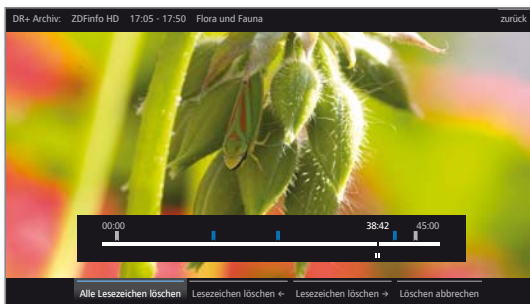 DR+ Archiv: ZDFinfo HD 17:05 - 17:50 Flora und Fauna zurück
00:00 38:42 45:00
Alle Lesezeichen löschen Lesezeichen löschen ← Lesezeichen löschen → Löschen abbrechen